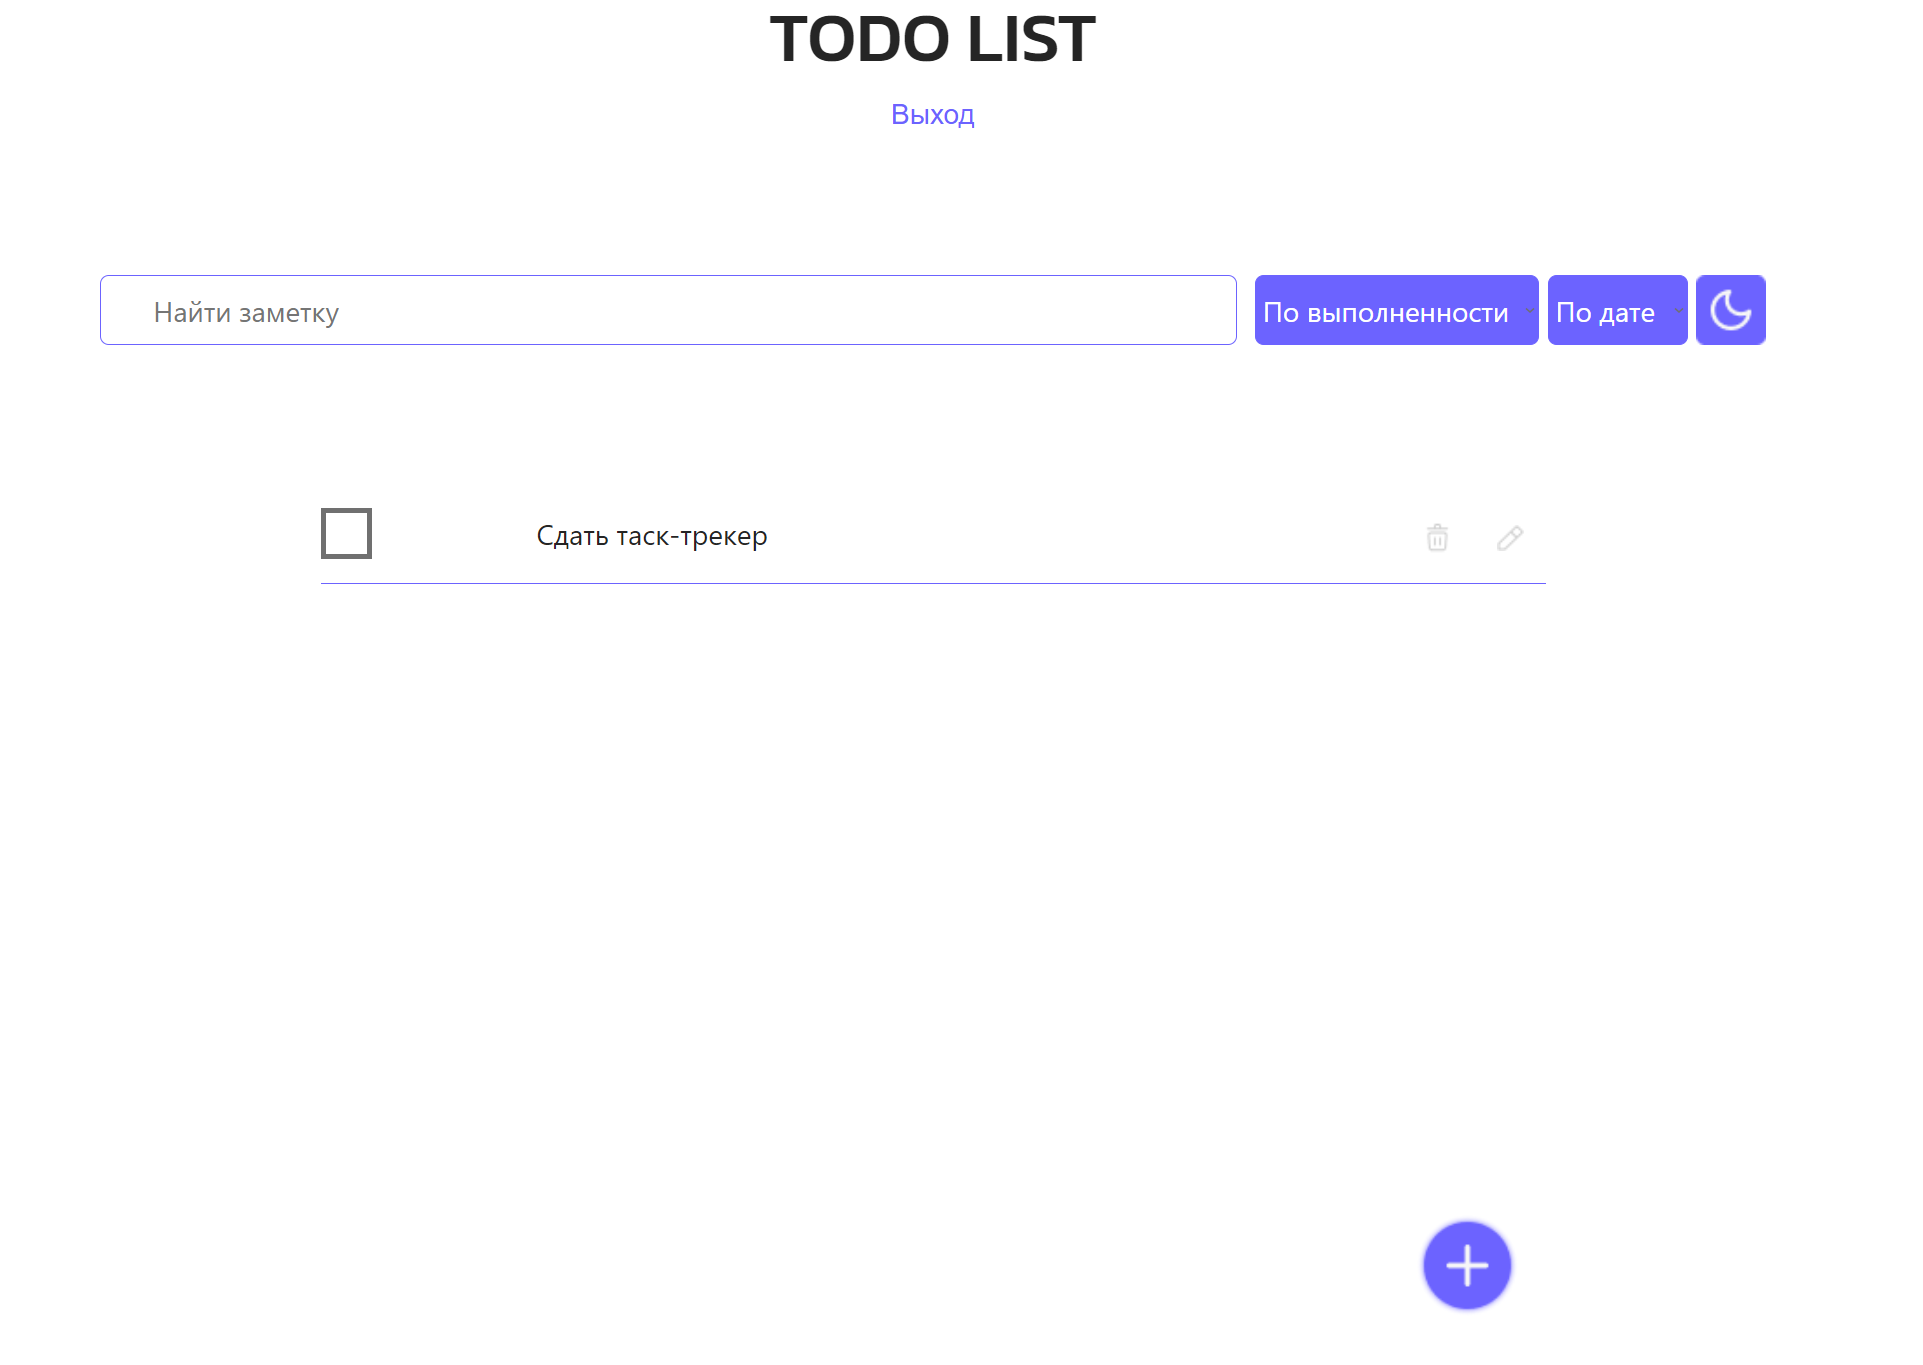 TODO LIST
Выход
Найти заметку
По выполненности
По дате
Сдать таск-трекер